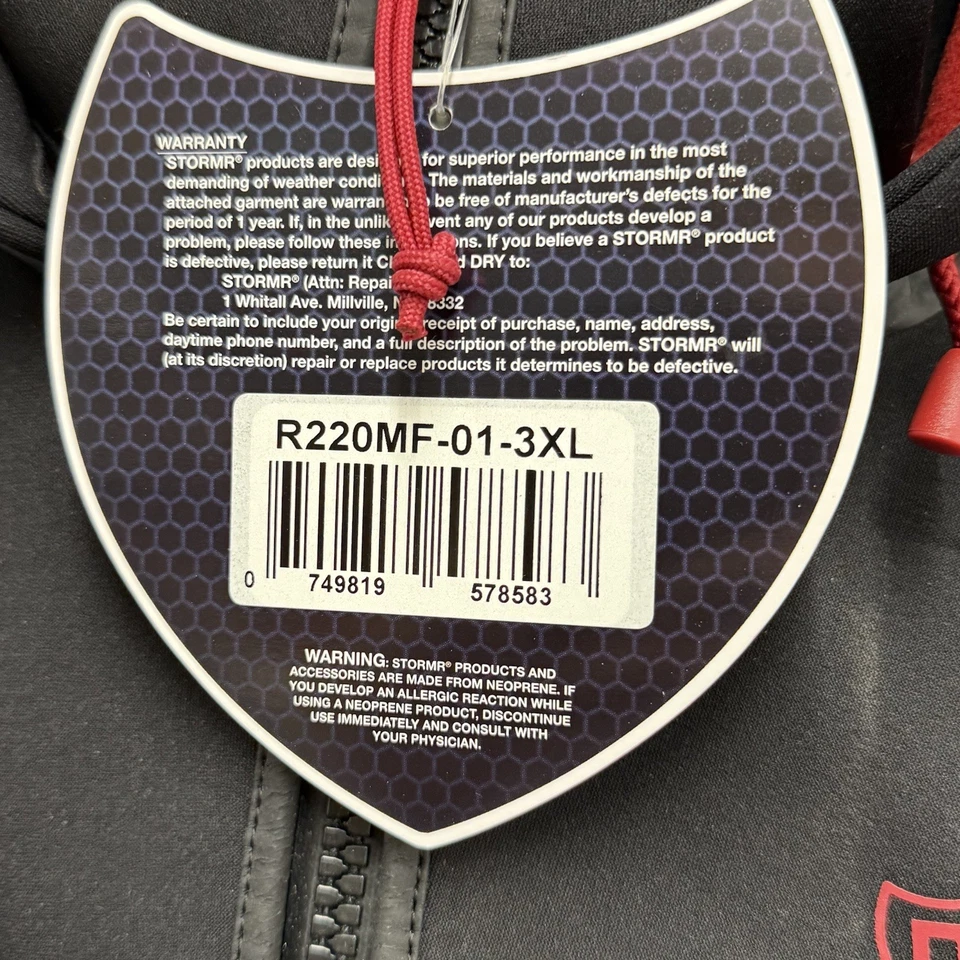 WARRANTY
STORMR® products are desi for superior performance in the most
demanding of weather condi The materials and workmanship of the
attached garment are warran be free of manufacturer's defects for the
period of 1 year. If, in the unlik vent any of our products develop a
problem, please follow these in ons. If you believe a STORMR® product
is defective, please return it Cl d DRY to:
STORMR® (Attn: Repai
1 Whitall Ave. Millville, N 8332
Be certain to include your origin receipt of purchase, name, address,
daytime phone number, and a full description of the problem. STORMR® will
(at its discretion) repair or replace products it determines to be defective.
R220MF-01-3XL
0 749819 578583
WARNING: STORMR® PRODUCTS AND
ACCESSORIES ARE MADE FROM NEOPRENE. IF
YOU DEVELOP AN ALLERGIC REACTION WHILE
USING A NEOPRENE PRODUCT, DISCONTINUE
USE IMMEDIATELY AND CONSULT WITH
YOUR PHYSICIAN.